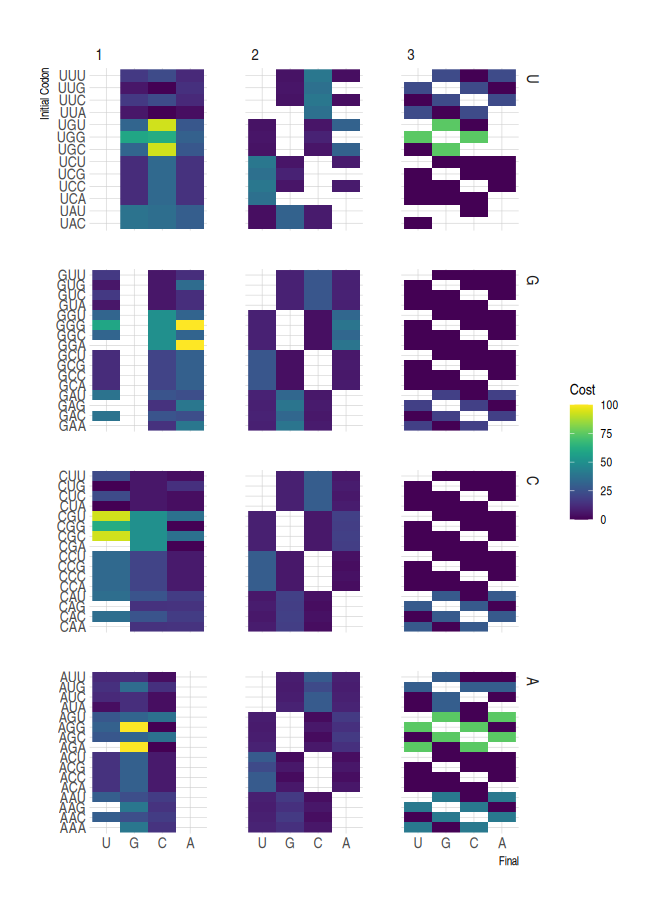 1 2 3
Initial Codon
U
UUU
UUG
UUC
UUA
UGU
UGG
UGC
UCU
UCG
UCC
UCA
UAU
UAC
G
GUU
GUG
GUC
GUA
GGU
GGG
GGC
GGA
GCU
GCG
GCC
GCA
GAU
GAG
GAC
GAA
Cost
100
75
50
25
0
C
CUU
CUG
CUC
CUA
CGU
CGG
CGC
CGA
CCU
CCG
CCC
CCA
CAU
CAG
CAC
CAA
A
AUU
AUG
AUC
AUA
AGU
AGG
AGC
AGA
ACU
ACG
ACC
ACA
AAU
AAG
AAC
AAA
U G C A U G C A U G C A
Final